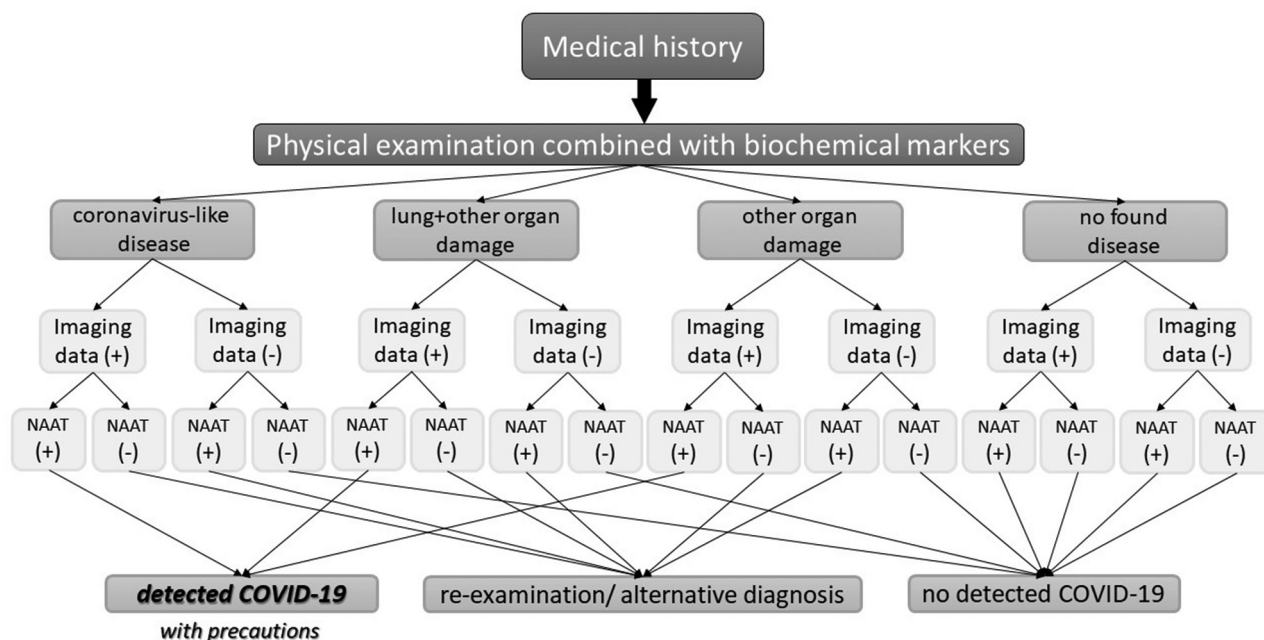 Medical history
Physical examination combined with biochemical markers
coronavirus-like
disease
lung+other organ
damage
other organ
damage
no found
disease
Imaging
data (+)
Imaging
data (-)
Imaging
data (+)
Imaging
data (-)
Imaging
data (+)
Imaging
data (-)
Imaging
data (+)
Imaging
data (-)
NAAT
(+)
NAAT
(-)
NAAT
(+)
NAAT
(-)
NAAT
(+)
NAAT
(-)
NAAT
(+)
NAAT
(-)
NAAT
(+)
NAAT
(-)
NAAT
(+)
NAAT
(-)
NAAT
(+)
NAAT
(-)
NAAT
(+)
NAAT
(-)
detected COVID-19
re-examination/ alternative diagnosis
no detected COVID-19
with precautions